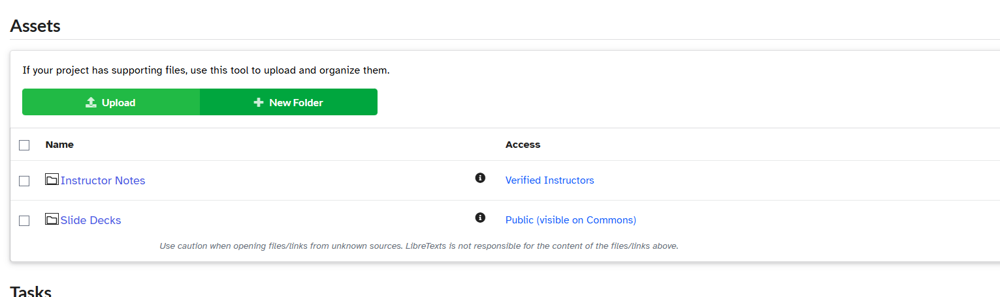 Assets
If your project has supporting files, use this tool to upload and organize them.
Upload New Folder
Name Access
Instructor Notes Verified Instructors
Slide Decks Public (visible on Commons)
Use caution when opening files/links from unknown sources. LibreTexts is not responsible for the content of the files/links above.
Tasks